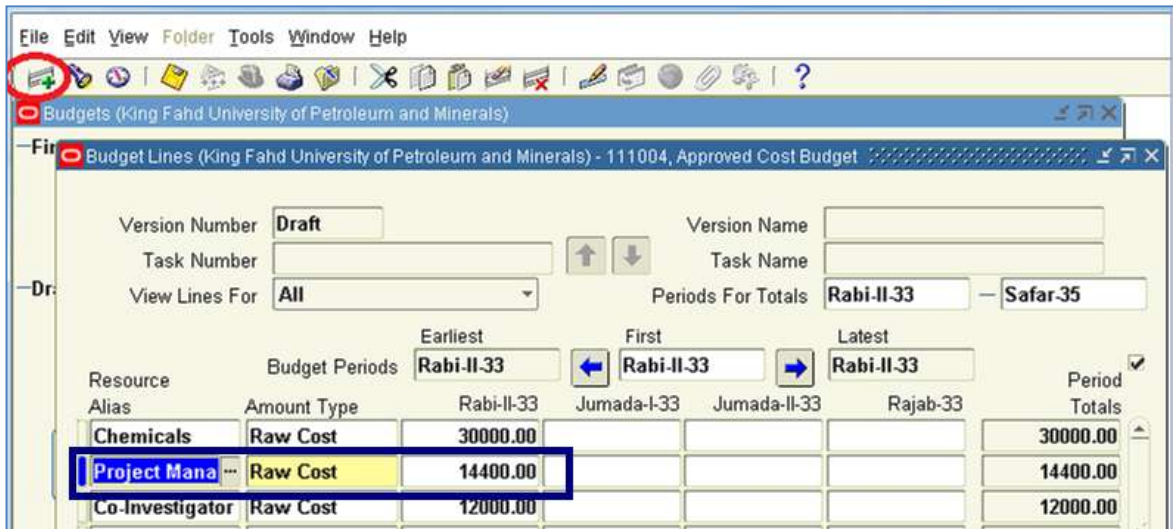 File Edit View Folder Tools Window Help
Budgets (King Fahd University of Petroleum and Minerals)
Budget Lines (King Fahd University of Petroleum and Minerals) - 111004, Approved Cost Budget
Version Number Draft Version Name
Task Number Task Name
View Lines For All Periods For Totals Rabi-II-33 – Safar-35
Earliest First Latest
Budget Periods Rabi-II-33 Rabi-II-33 Rabi-II-33
Resource Period
Alias Amount Type Rabi-II-33 Jumada-I-33 Jumada-II-33 Rajab-33 Totals
Chemicals Raw Cost 30000.00 30000.00
Project Mana ... Raw Cost 14400.00 14400.00
Co-Investigator Raw Cost 12000.00 12000.00